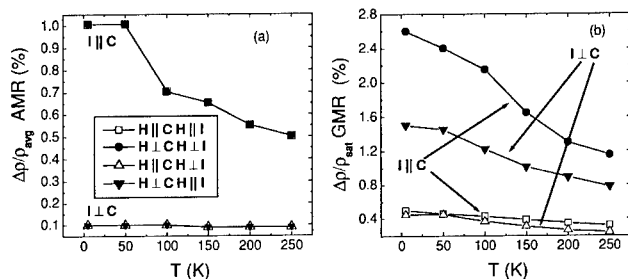 Δρ/ρavg AMR (%)
1.0
0.9
0.8
0.7
0.6
0.5
0.4
0.3
0.2
0.1
I∥C
(a)
H∥C H∥I
H⊥C H⊥I
H∥C H⊥I
H⊥C H∥I
I⊥C
0 50 100 150 200 250
T (K)
Δρ/ρsat GMR (%)
2.8
2.4
2.0
1.6
1.2
0.8
0.4
(b)
I⊥C
I∥C
0 50 100 150 200 250
T (K)